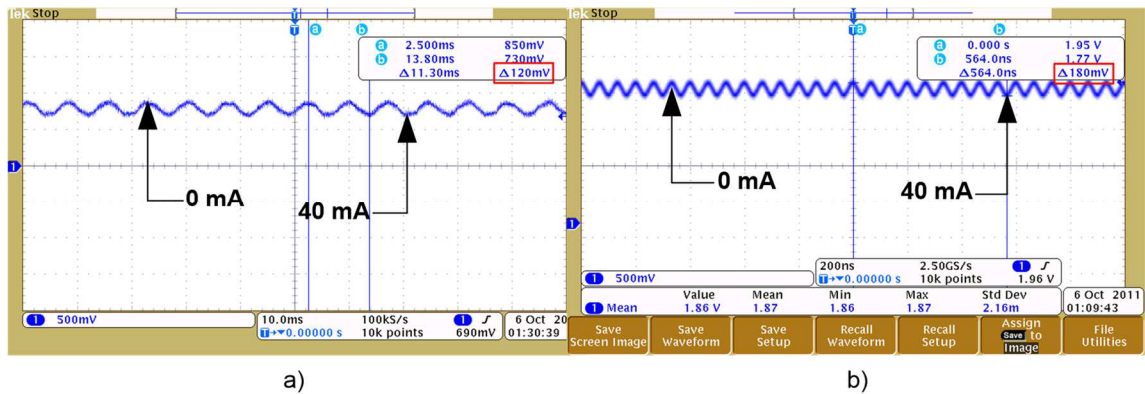 Tek Stop
T
a
b
a 2.500ms 850mV
b 13.80ms 730mV
Δ11.30ms Δ120mV
1
0 mA
40 mA
1 500mV
10.0ms 100kS/s 1
T→▼0.00000 s 10k points 690mV
6 Oct 20
01:30:39
a)
Tek Stop
T
a
b
a 0.000 s 1.95 V
b 564.0ns 1.77 V
Δ564.0ns Δ180mV
0 mA
40 mA
1
1 500mV
200ns 2.50GS/s 1
T→▼0.00000 s 10k points 1.96 V
Value Mean Min Max Std Dev
1 Mean 1.86 V 1.87 1.86 1.87 2.16m
6 Oct 2011
01:09:43
Save
Screen Image
Save
Waveform
Save
Setup
Recall
Waveform
Recall
Setup
Assign
Save to
Image
File
Utilities
b)